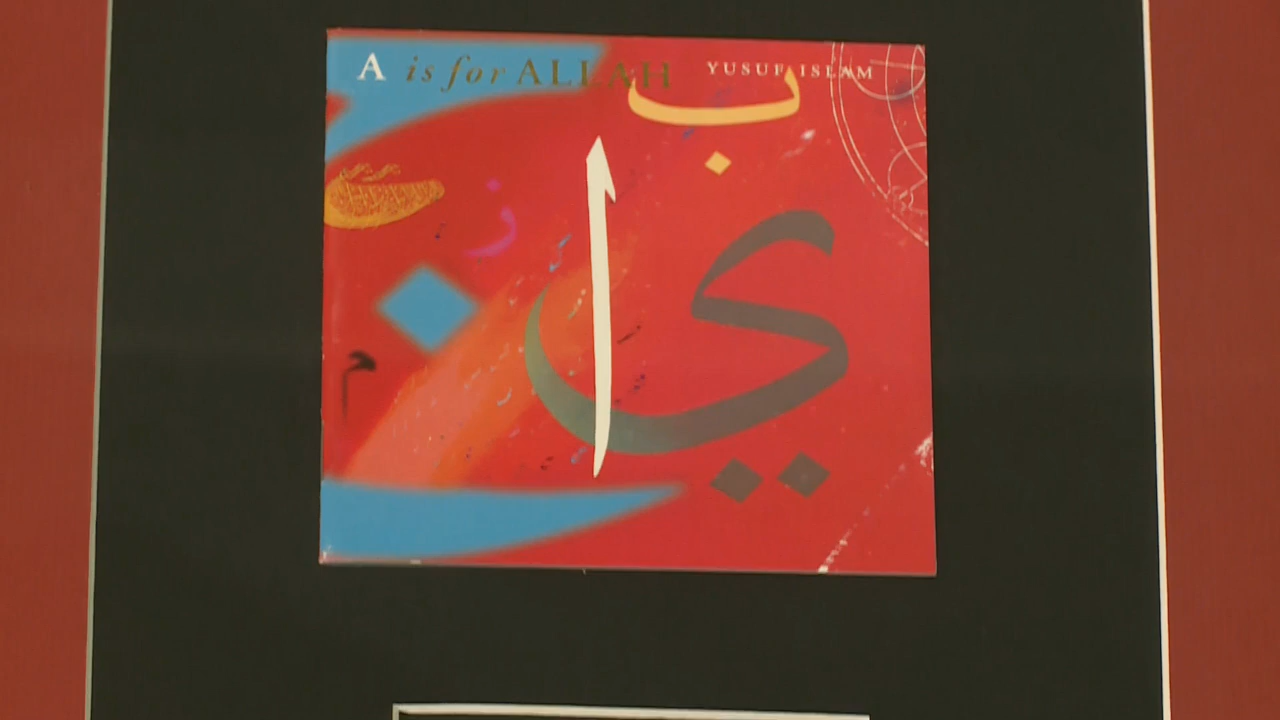 A is for ALLAH YUSUF ISLAM
ب
ا
ي
ن
م